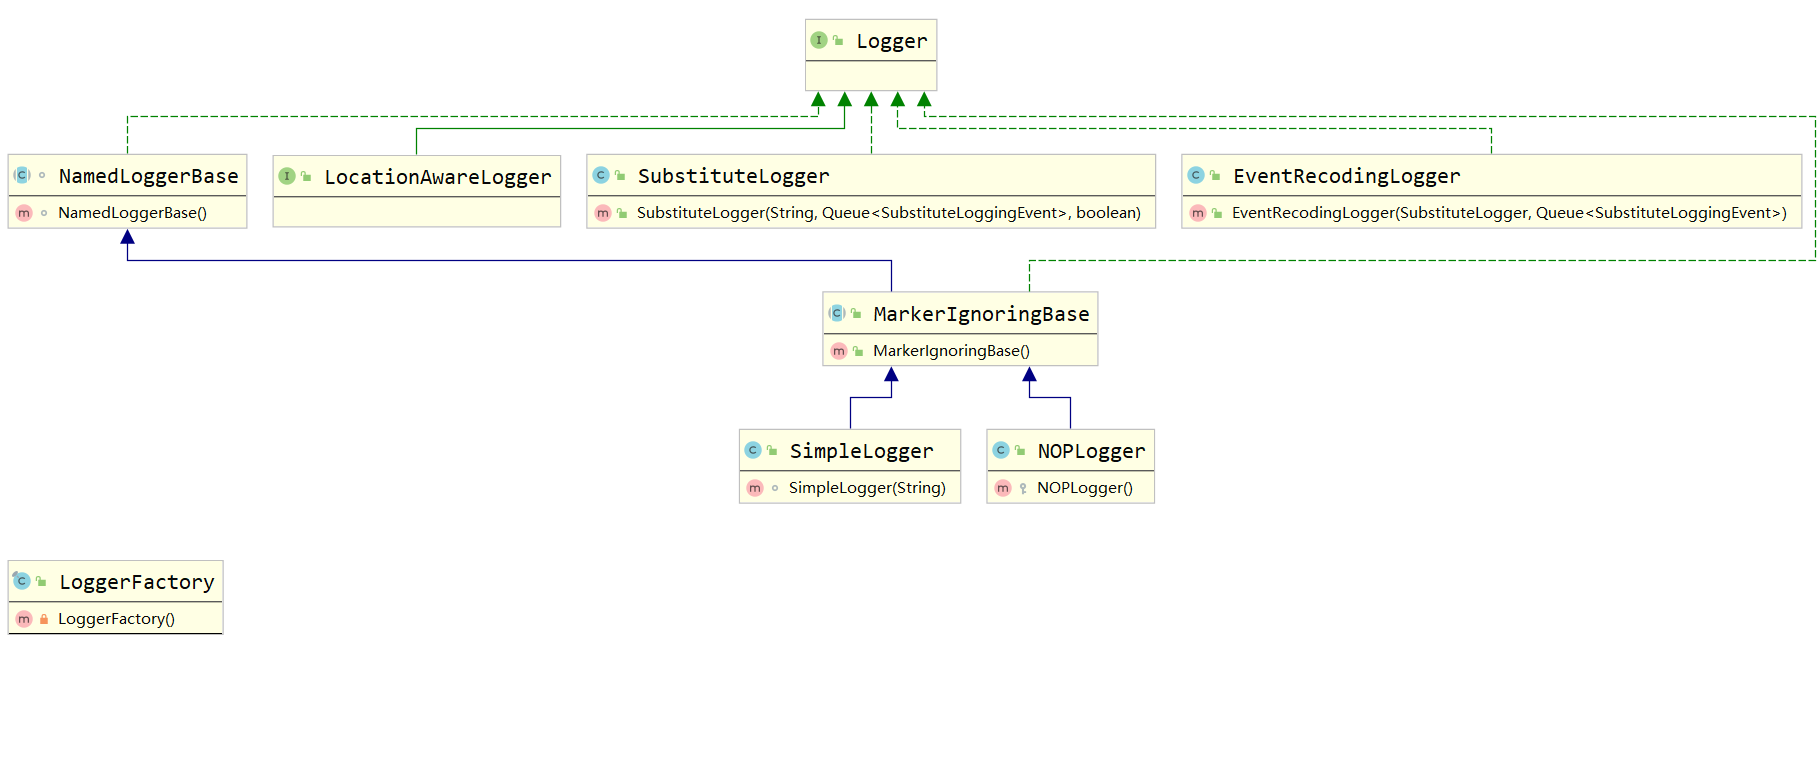 Logger
NamedLoggerBase
NamedLoggerBase()
LocationAwareLogger
SubstituteLogger
SubstituteLogger(String, Queue<SubstituteLoggingEvent>, boolean)
EventRecodingLogger
EventRecodingLogger(SubstituteLogger, Queue<SubstituteLoggingEvent>)
MarkerIgnoringBase
MarkerIgnoringBase()
SimpleLogger
SimpleLogger(String)
NOPLogger
NOPLogger()
LoggerFactory
LoggerFactory()